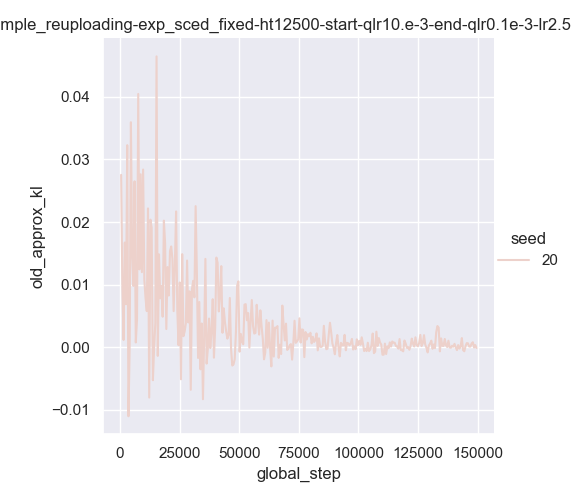 mple_reuploading-exp_sced_fixed-ht12500-start-qlr10.e-3-end-qlr0.1e-3-lr2.5
0.04
0.03
0.02
0.01
0.00
−0.01
old_approx_kl
0 25000 50000 75000 100000 125000 150000
global_step
seed
20